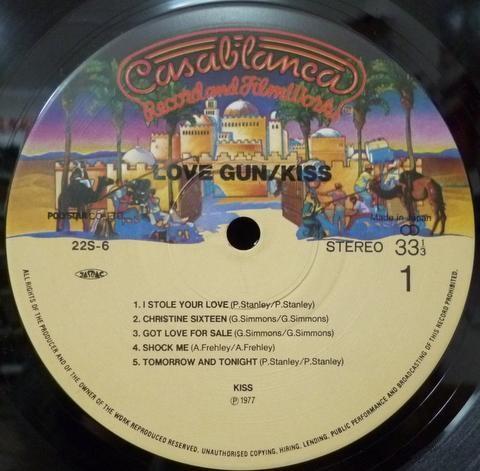 Casablanca
Record and FilmWorks
LOVE GUN/KISS
POLYSTAR CO., LTD.
Made in Japan
22S-6
JASRAC
STEREO 33 1/3
1
1. I STOLE YOUR LOVE (P.Stanley/P.Stanley)
2. CHRISTINE SIXTEEN (G.Simmons/G.Simmons)
3. GOT LOVE FOR SALE (G.Simmons/G.Simmons)
4. SHOCK ME (A.Frehley/A.Frehley)
5. TOMORROW AND TONIGHT (P.Stanley/P.Stanley)
KISS
Ⓟ 1977
ALL RIGHTS OF THE PRODUCER AND OF THE OWNER OF THE WORK REPRODUCED RESERVED. UNAUTHORISED COPYING, HIRING, LENDING, PUBLIC PERFORMANCE AND BROADCASTING OF THIS RECORD PROHIBITED.